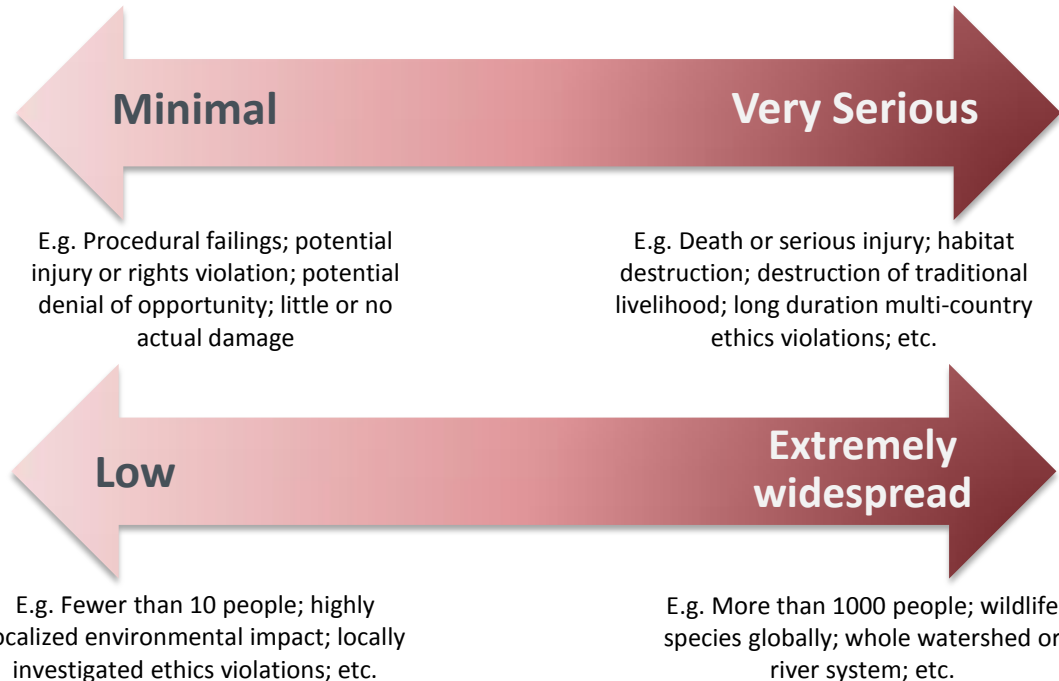 Minimal
Very Serious
E.g. Procedural failings; potential
injury or rights violation; potential
denial of opportunity; little or no
actual damage
E.g. Death or serious injury; habitat
destruction; destruction of traditional
livelihood; long duration multi-country
ethics violations; etc.
Low
Extremely
widespread
E.g. Fewer than 10 people; highly
ocalized environmental impact; locally
investigated ethics violations; etc.
E.g. More than 1000 people; wildlife
species globally; whole watershed or
river system; etc.